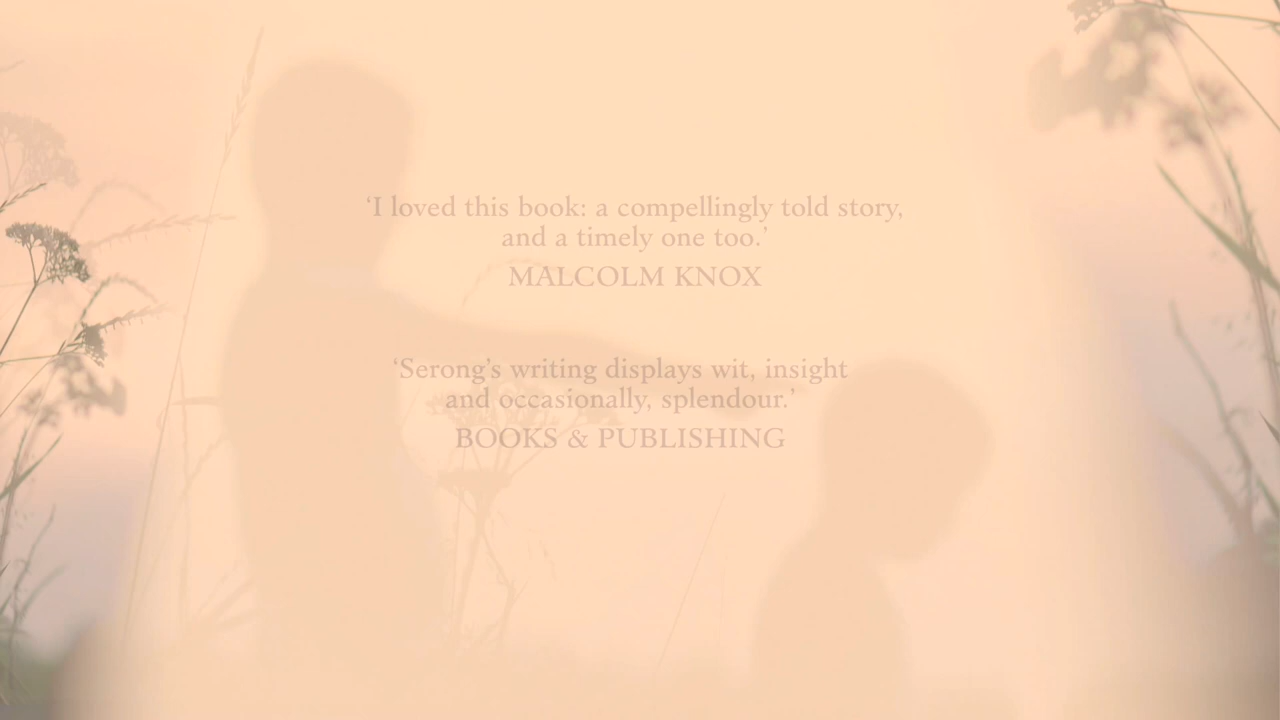 ‘I loved this book: a compellingly told story,
and a timely one too.’
MALCOLM KNOX
‘Serong’s writing displays wit, insight
and occasionally, splendour.’
BOOKS & PUBLISHING